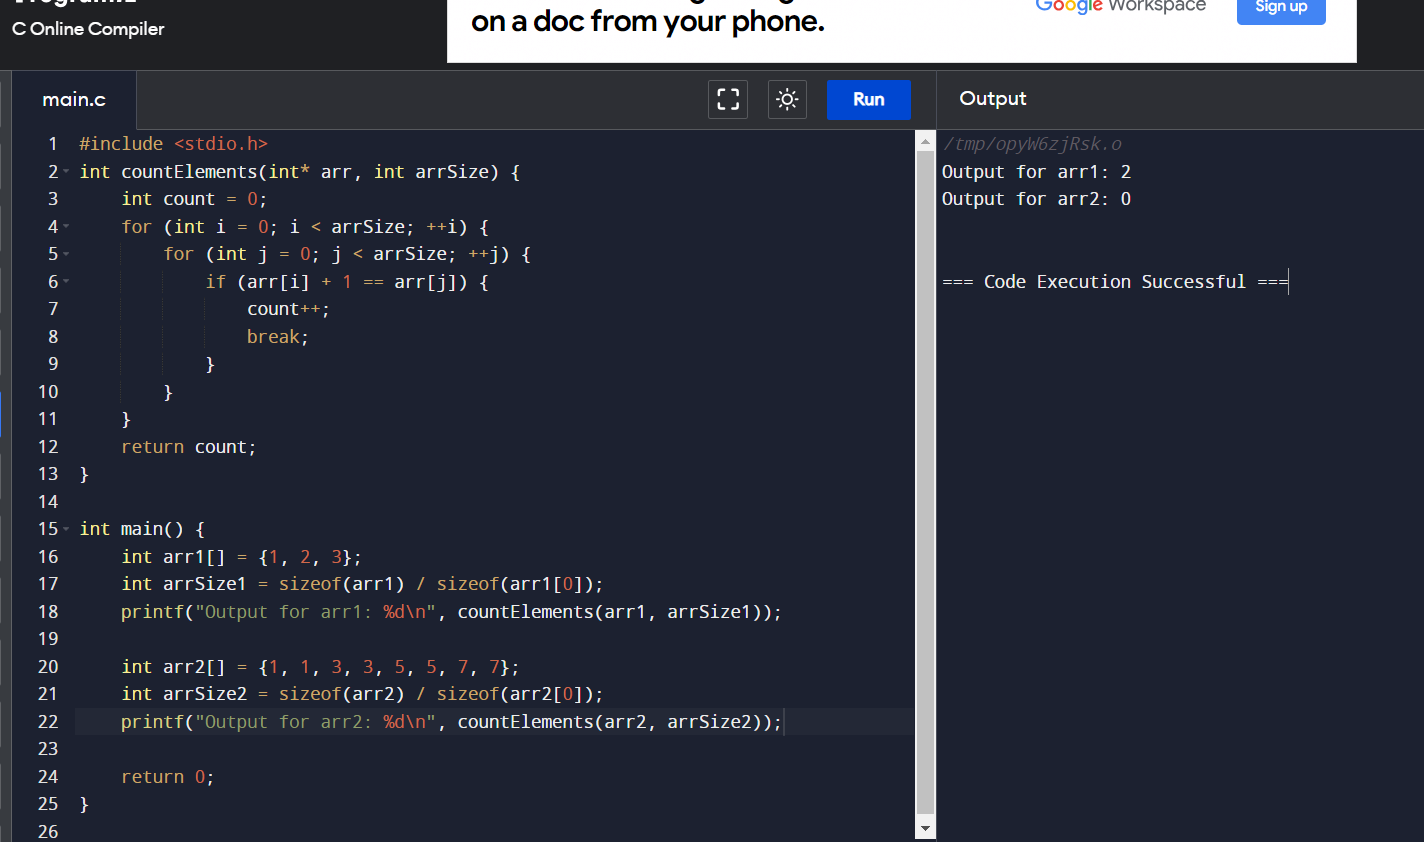 C Online Compiler
on a doc from your phone.
Google Workspace
Sign up
main.c
Run
Output
1 #include <stdio.h>
2 int countElements(int* arr, int arrSize) {
3     int count = 0;
4     for (int i = 0; i < arrSize; ++i) {
5         for (int j = 0; j < arrSize; ++j) {
6             if (arr[i] + 1 == arr[j]) {
7                 count++;
8                 break;
9             }
10         }
11     }
12     return count;
13 }
14
15 int main() {
16     int arr1[] = {1, 2, 3};
17     int arrSize1 = sizeof(arr1) / sizeof(arr1[0]);
18     printf("Output for arr1: %d\n", countElements(arr1, arrSize1));
19
20     int arr2[] = {1, 1, 3, 3, 5, 5, 7, 7};
21     int arrSize2 = sizeof(arr2) / sizeof(arr2[0]);
22     printf("Output for arr2: %d\n", countElements(arr2, arrSize2));
23
24     return 0;
25 }
26
/tmp/opyW6zjRsk.o
Output for arr1: 2
Output for arr2: 0
=== Code Execution Successful ===